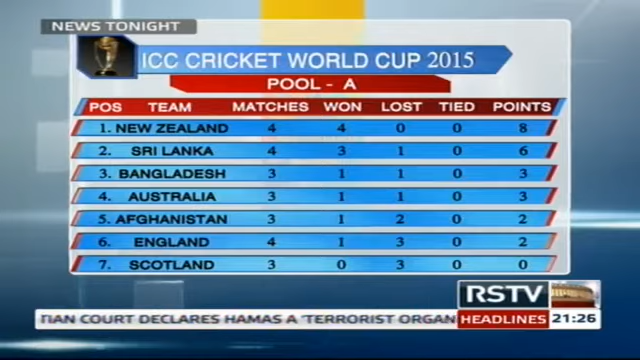 NEWS TONIGHT
ICC CRICKET WORLD CUP 2015
POOL - A
POS TEAM MATCHES WON LOST TIED POINTS
1. NEW ZEALAND 4 4 0 0 8
2. SRI LANKA 4 3 1 0 6
3. BANGLADESH 3 1 1 0 3
4. AUSTRALIA 3 1 1 0 3
5. AFGHANISTAN 3 1 2 0 2
6. ENGLAND 4 1 3 0 2
7. SCOTLAND 3 0 3 0 0
RSTV
TIAN COURT DECLARES HAMAS A 'TERRORIST ORGAN HEADLINES 21:26